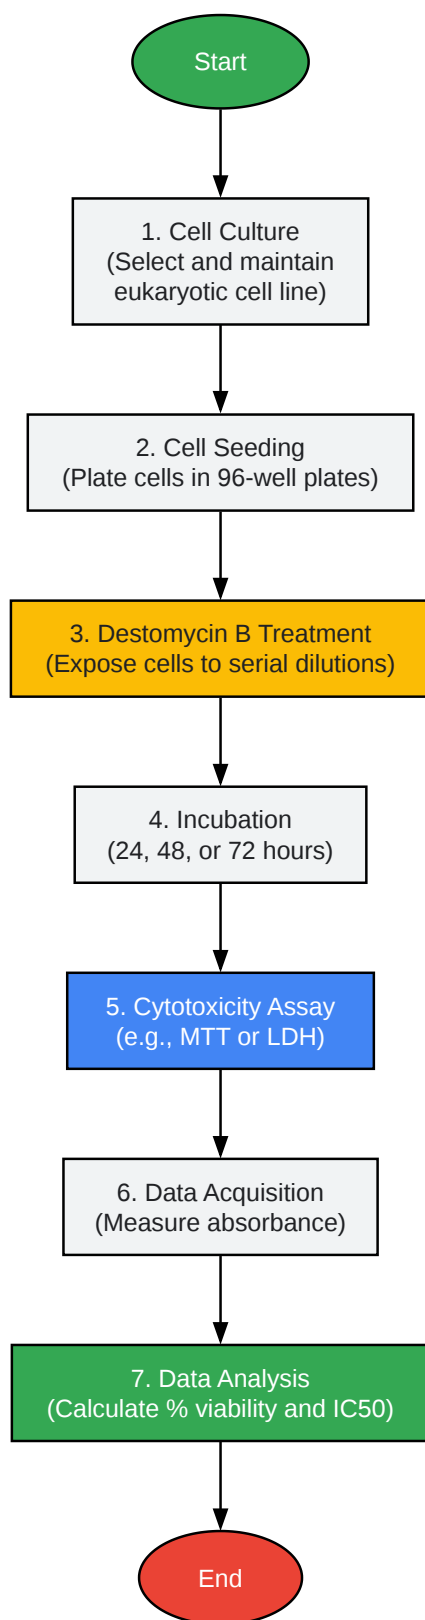 Start
1. Cell Culture
(Select and maintain
eukaryotic cell line)
2. Cell Seeding
(Plate cells in 96-well plates)
3. Destomycin B Treatment
(Expose cells to serial dilutions)
4. Incubation
(24, 48, or 72 hours)
5. Cytotoxicity Assay
(e.g., MTT or LDH)
6. Data Acquisition
(Measure absorbance)
7. Data Analysis
(Calculate % viability and IC50)
End